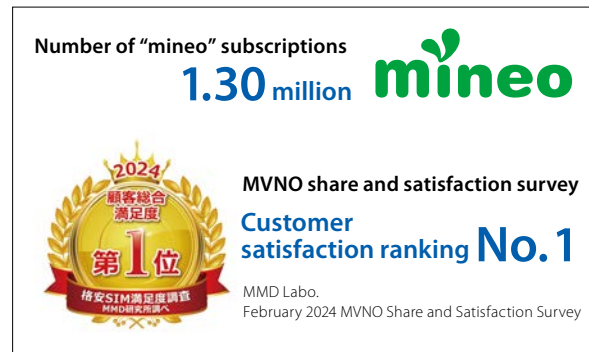 Number of “mineo” subscriptions
1.30 million
mineo
2024
顧客総合
満足度
第1位
格安SIM満足度調査
MMD研究所調べ
MVNO share and satisfaction survey
Customer
satisfaction ranking No.1
MMD Labo.
February 2024 MVNO Share and Satisfaction Survey